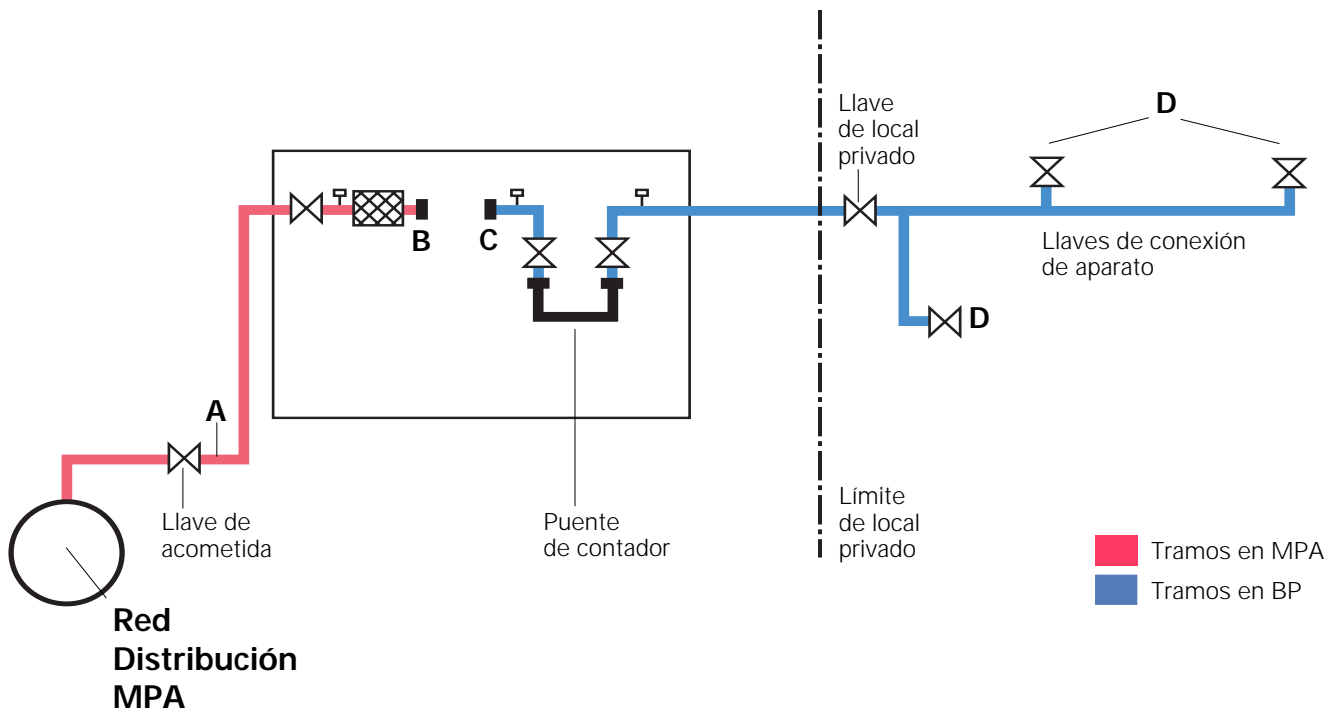 D
Llave
de local
privado
B
C
Llaves de conexión
de aparato
D
A
Llave de
acometida
Puente
de contador
Límite
de local
privado
Tramos en MPA
Tramos en BP
Red
Distribución
MPA